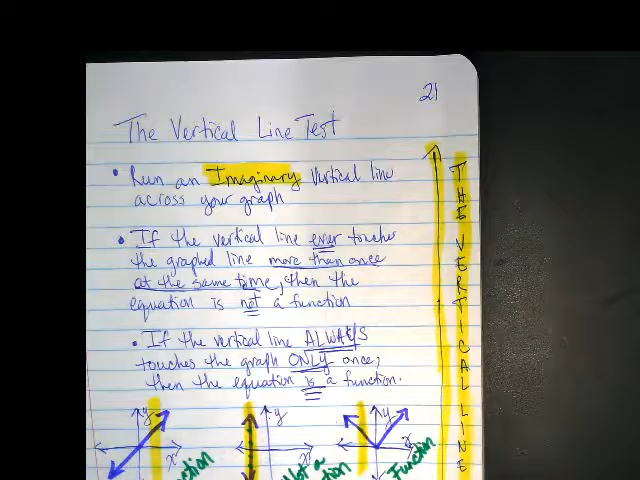 21
The Vertical Line Test
• Run an Imaginary vertical line
across your graph
• If the vertical line ever touches
the graphed line more than once
at the same time, then the
equation is not a function
• If the vertical line ALWAYS
touches the graph ONLY once,
then the equation is a function.
THE VERTICAL LINE
y
x
y
x
Not a
y
x
Function